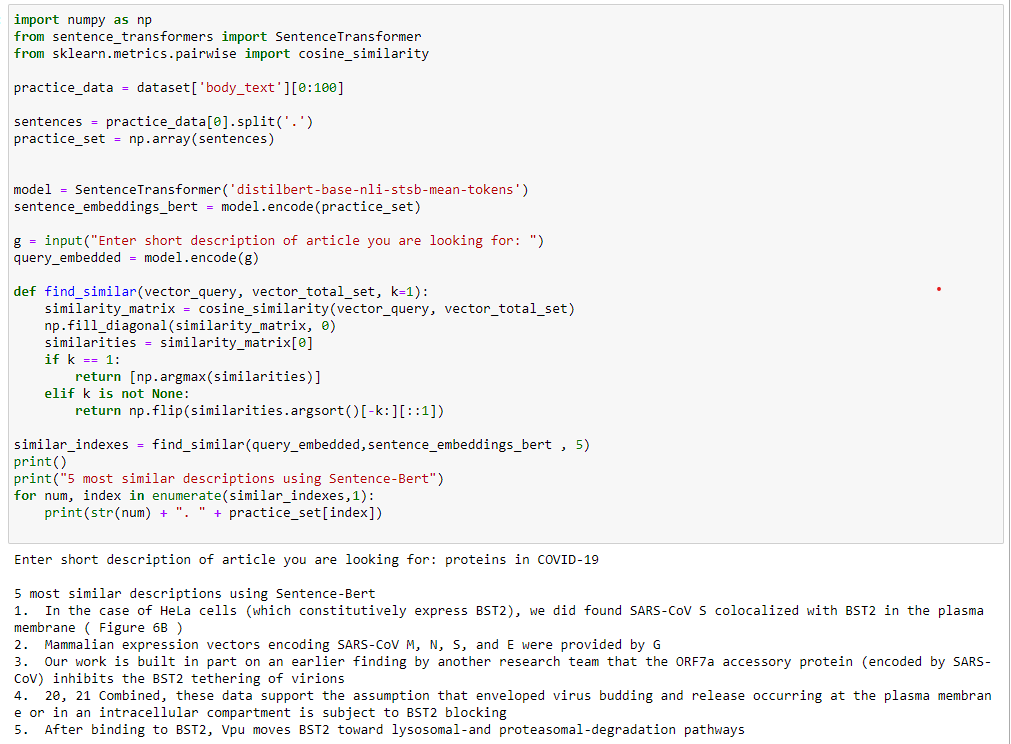 import numpy as np
from sentence_transformers import SentenceTransformer
from sklearn.metrics.pairwise import cosine_similarity

practice_data = dataset['body_text'][0:100]

sentences = practice_data[0].split('.')
practice_set = np.array(sentences)


model = SentenceTransformer('distilbert-base-nli-stsb-mean-tokens')
sentence_embeddings_bert = model.encode(practice_set)

g = input("Enter short description of article you are looking for: ")
query_embedded = model.encode(g)

def find_similar(vector_query, vector_total_set, k=1):
    similarity_matrix = cosine_similarity(vector_query, vector_total_set)
    np.fill_diagonal(similarity_matrix, 0)
    similarities = similarity_matrix[0]
    if k == 1:
        return [np.argmax(similarities)]
    elif k is not None:
        return np.flip(similarities.argsort()[-k:][::1])

similar_indexes = find_similar(query_embedded,sentence_embeddings_bert , 5)
print()
print("5 most similar descriptions using Sentence-Bert")
for num, index in enumerate(similar_indexes,1):
    print(str(num) + ". " + practice_set[index])

Enter short description of article you are looking for: proteins in COVID-19

5 most similar descriptions using Sentence-Bert
1.  In the case of HeLa cells (which constitutively express BST2), we did found SARS-CoV S colocalized with BST2 in the plasma
membrane ( Figure 6B )
2.  Mammalian expression vectors encoding SARS-CoV M, N, S, and E were provided by G
3.  Our work is built in part on an earlier finding by another research team that the ORF7a accessory protein (encoded by SARS-
CoV) inhibits the BST2 tethering of virions
4.  20, 21 Combined, these data support the assumption that enveloped virus budding and release occurring at the plasma membran
e or in an intracellular compartment is subject to BST2 blocking
5.  After binding to BST2, Vpu moves BST2 toward lysosomal-and proteasomal-degradation pathways